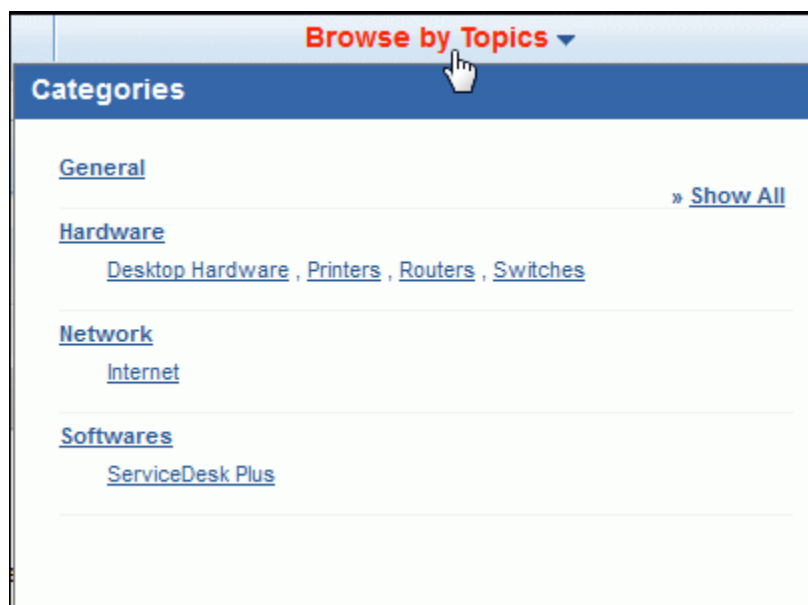 Browse by Topics
Categories
General
» Show All
Hardware
Desktop Hardware , Printers , Routers , Switches
Network
Internet
Softwares
ServiceDesk Plus